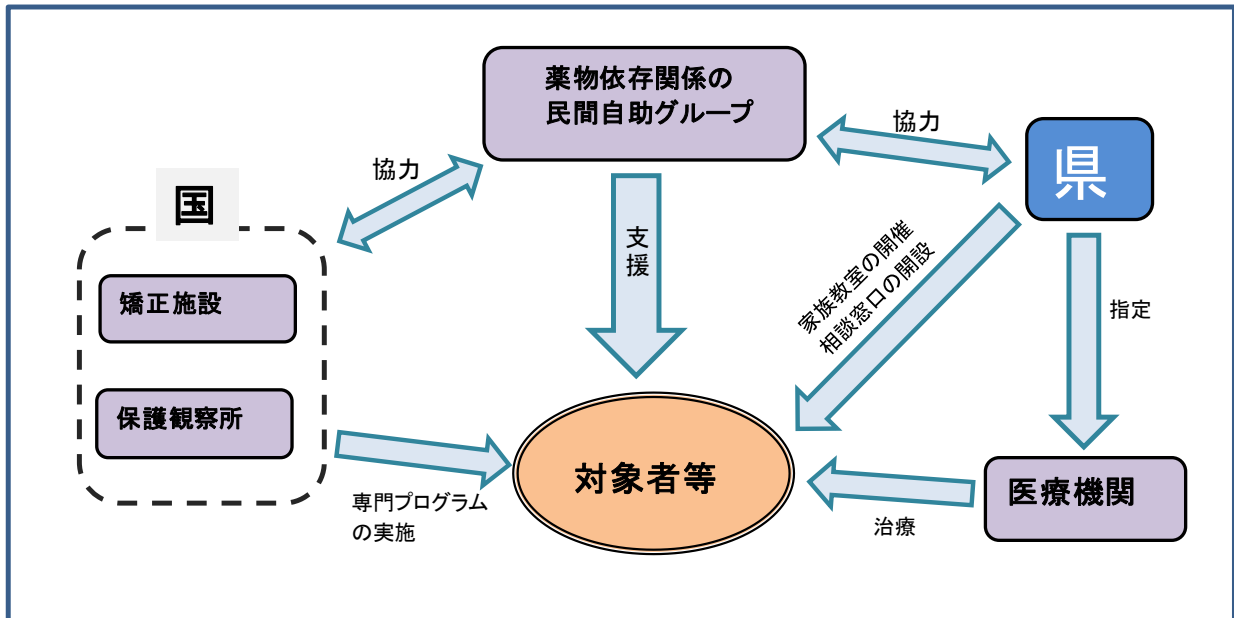 薬物依存関係の
民間自助グループ
協力
県
協力
国
矯正施設
保護観察所
支援
家族教室の開催
相談窓口の開設
指定
対象者等
医療機関
専門プログラム
の実施
治療